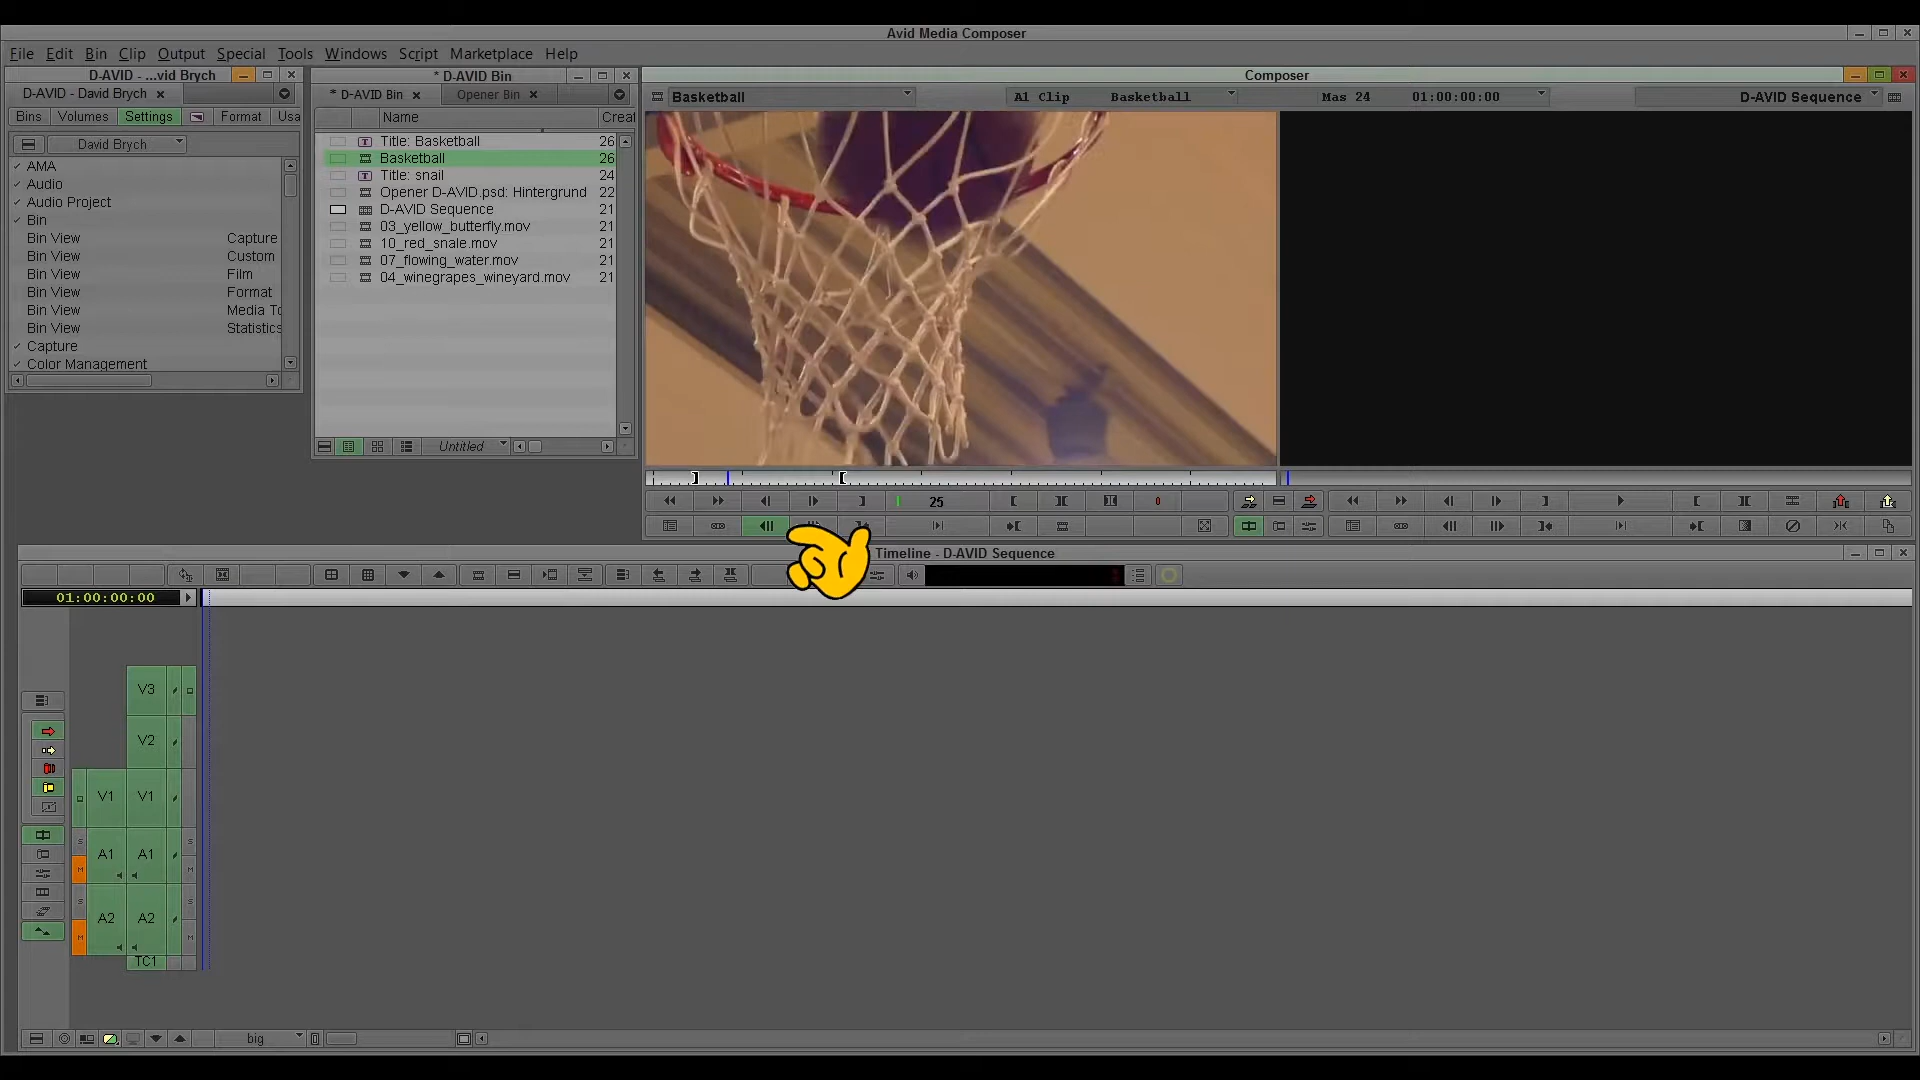 Avid Media Composer
File Edit Bin Clip Output Special Tools Windows Script Marketplace Help
D-AVID - ...vid Brych
* D-AVID Bin
Composer
D-AVID - David Brych
* D-AVID Bin
Opener Bin
Basketball
A1 Clip Basketball
Mas 24 01:00:00:00
D-AVID Sequence
Bins Volumes Settings Format Usa
Name Creat
David Brych
Title: Basketball 26
Basketball 26
Title: snail 24
Opener D-AVID.psd: Hintergrund 22
D-AVID Sequence 21
03_yellow_butterfly.mov 21
10_red_snale.mov 21
07_flowing_water.mov 21
04_winegrapes_wineyard.mov 21
AMA
Audio
Audio Project
Bin
Bin View Capture
Bin View Custom
Bin View Film
Bin View Format
Bin View Media To
Bin View Statistics
Capture
Color Management
Untitled
25
0
Timeline - D-AVID Sequence
01:00:00:00
V3
V2
V1 V1
S
A1 A1
M M
S S
A2 A2
M M
TC1
big